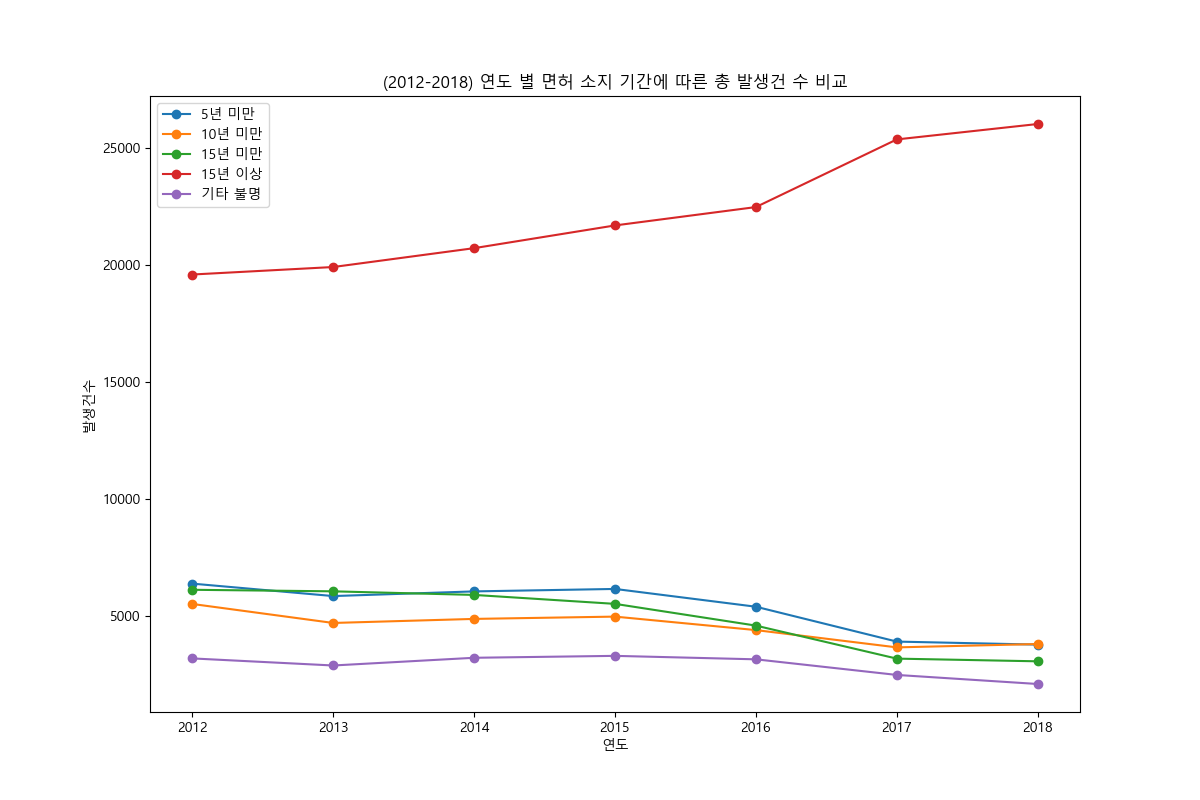 (2012-2018) 연도 별 면허 소지 기간에 따른 총 발생건 수 비교
5년 미만
10년 미만
15년 미만
15년 이상
기타 불명
25000
20000
15000
10000
5000
발생건수
2012 2013 2014 2015 2016 2017 2018
연도